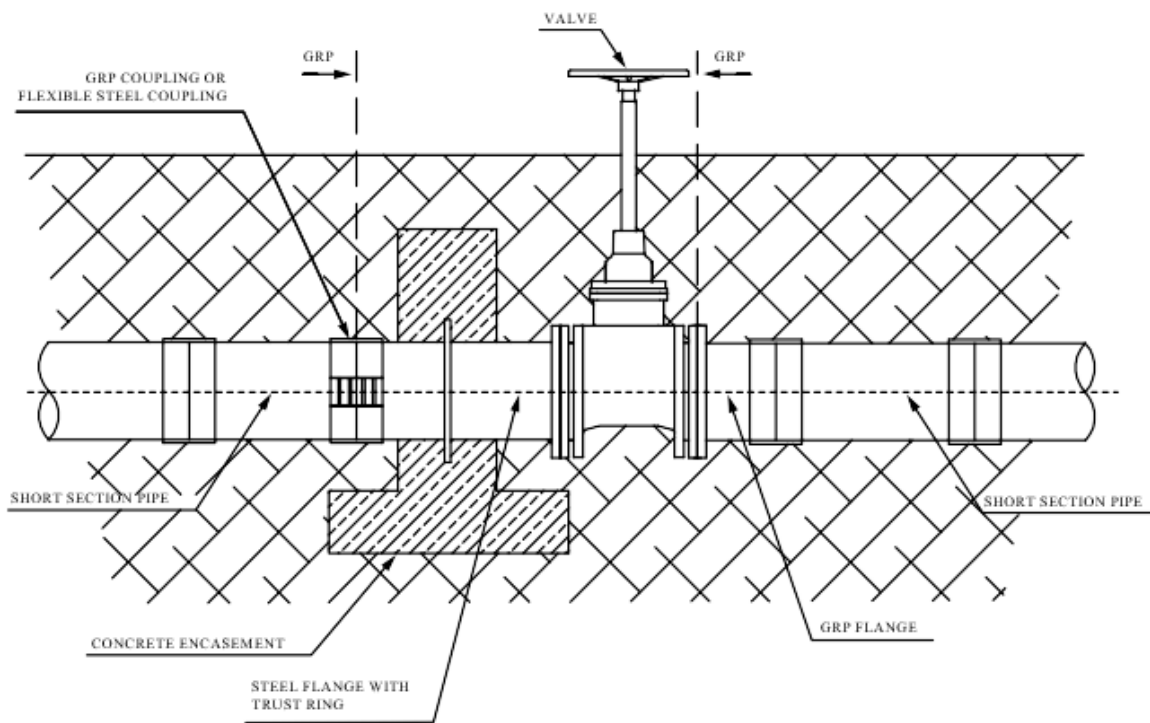 VALVE
GRP
GRP
GRP COUPLING OR
FLEXIBLE STEEL COUPLING
SHORT SECTION PIPE
SHORT SECTION PIPE
GRP FLANGE
CONCRETE ENCASEMENT
STEEL FLANGE WITH
TRUST RING